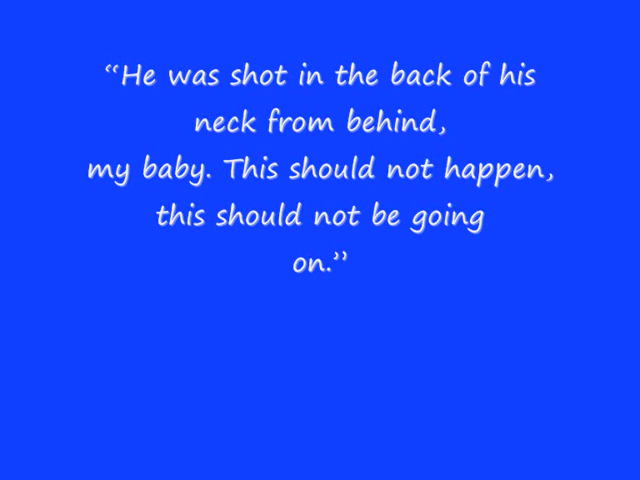 “He was shot in the back of his
neck from behind,
my baby. This should not happen,
this should not be going
on.”